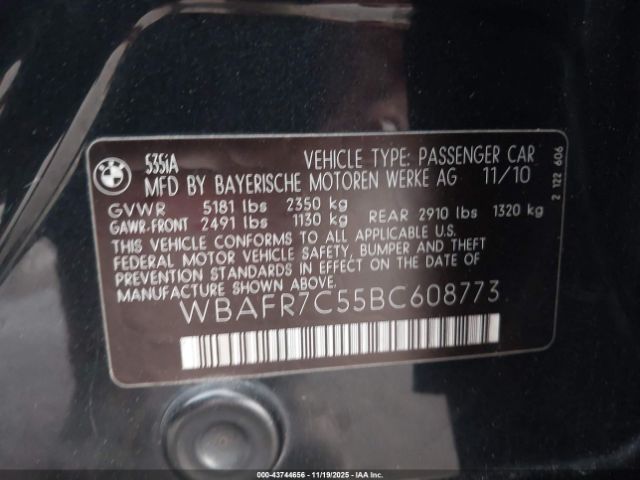 BMW
535iA
VEHICLE TYPE: PASSENGER CAR
MFD BY BAYERISCHE MOTOREN WERKE AG 11/10
GVWR 5181 lbs 2350 kg
GAWR-FRONT 2491 lbs 1130 kg REAR 2910 lbs 1320 kg
THIS VEHICLE CONFORMS TO ALL APPLICABLE U.S.
FEDERAL MOTOR VEHICLE SAFETY, BUMPER AND THEFT
PREVENTION STANDARDS IN EFFECT ON THE DATE OF
MANUFACTURE SHOWN ABOVE.
WBAFR7C55BC608773
2 122 606
000-43744656 - 11/19/2025 - IAA Inc.